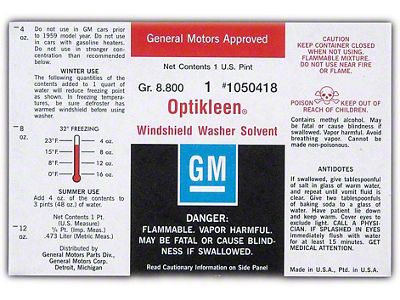 4 oz.
Do not use in GM cars prior to 1959 model year. Do not use in cars with gasoline heaters. Do not use in stronger concentration than recommended below.
WINTER USE
The following quantities of the contents added to 1 quart of water will reduce freezing point as shown. In freezing temperatures, be sure defroster has warmed windshield before using washer.
8 oz.
32° FREEZING
23°F. 4 oz.
15°F. 8 oz.
8°F. 12 oz.
0°F. 16 oz.
SUMMER USE
Add 4 oz. of the contents to 3 pints (48 oz.) of water.
12 oz.
Net Contents 1 Pt.
(U.S. Measure)
⅚ Pt. (Imp. Meas.)
.473 Liter (Metric Meas.)
Distributed by
General Motors Parts Div.,
General Motors Corp.
Detroit, Michigan
General Motors Approved
Net Contents 1 U.S. Pint
Gr. 8.800 1 #1050418
Optikleen®
Windshield Washer Solvent
GM
DANGER:
FLAMMABLE. VAPOR HARMFUL.
MAY BE FATAL OR CAUSE BLIND-
NESS IF SWALLOWED.
Read Cautionary Information on Side Panel
CAUTION
KEEP CONTAINER CLOSED
WHEN NOT USING.
FLAMMABLE MIXTURE.
DO NOT USE NEAR FIRE
OR FLAME.
POISON KEEP OUT OF
REACH OF CHILDREN.
Contains methyl alcohol. May
be fatal or cause blindness if
swallowed. Vapor harmful. Avoid
breathing vapor. Cannot be
made non-poisonous.
ANTIDOTES
If swallowed, give tablespoonful
of salt in glass of warm water,
and repeat until vomit fluid is
clear. Give two tablespoonfuls
of baking soda to a glass of
water. Have patient lie down
and keep warm. Cover eyes to
exclude light. CALL A PHYSI-
CIAN. IF SPLASHED IN EYES
immediately flush with water
for at least 15 minutes. GET
MEDICAL ATTENTION.
Made in U.S.A., Ptd. in U.S.A.